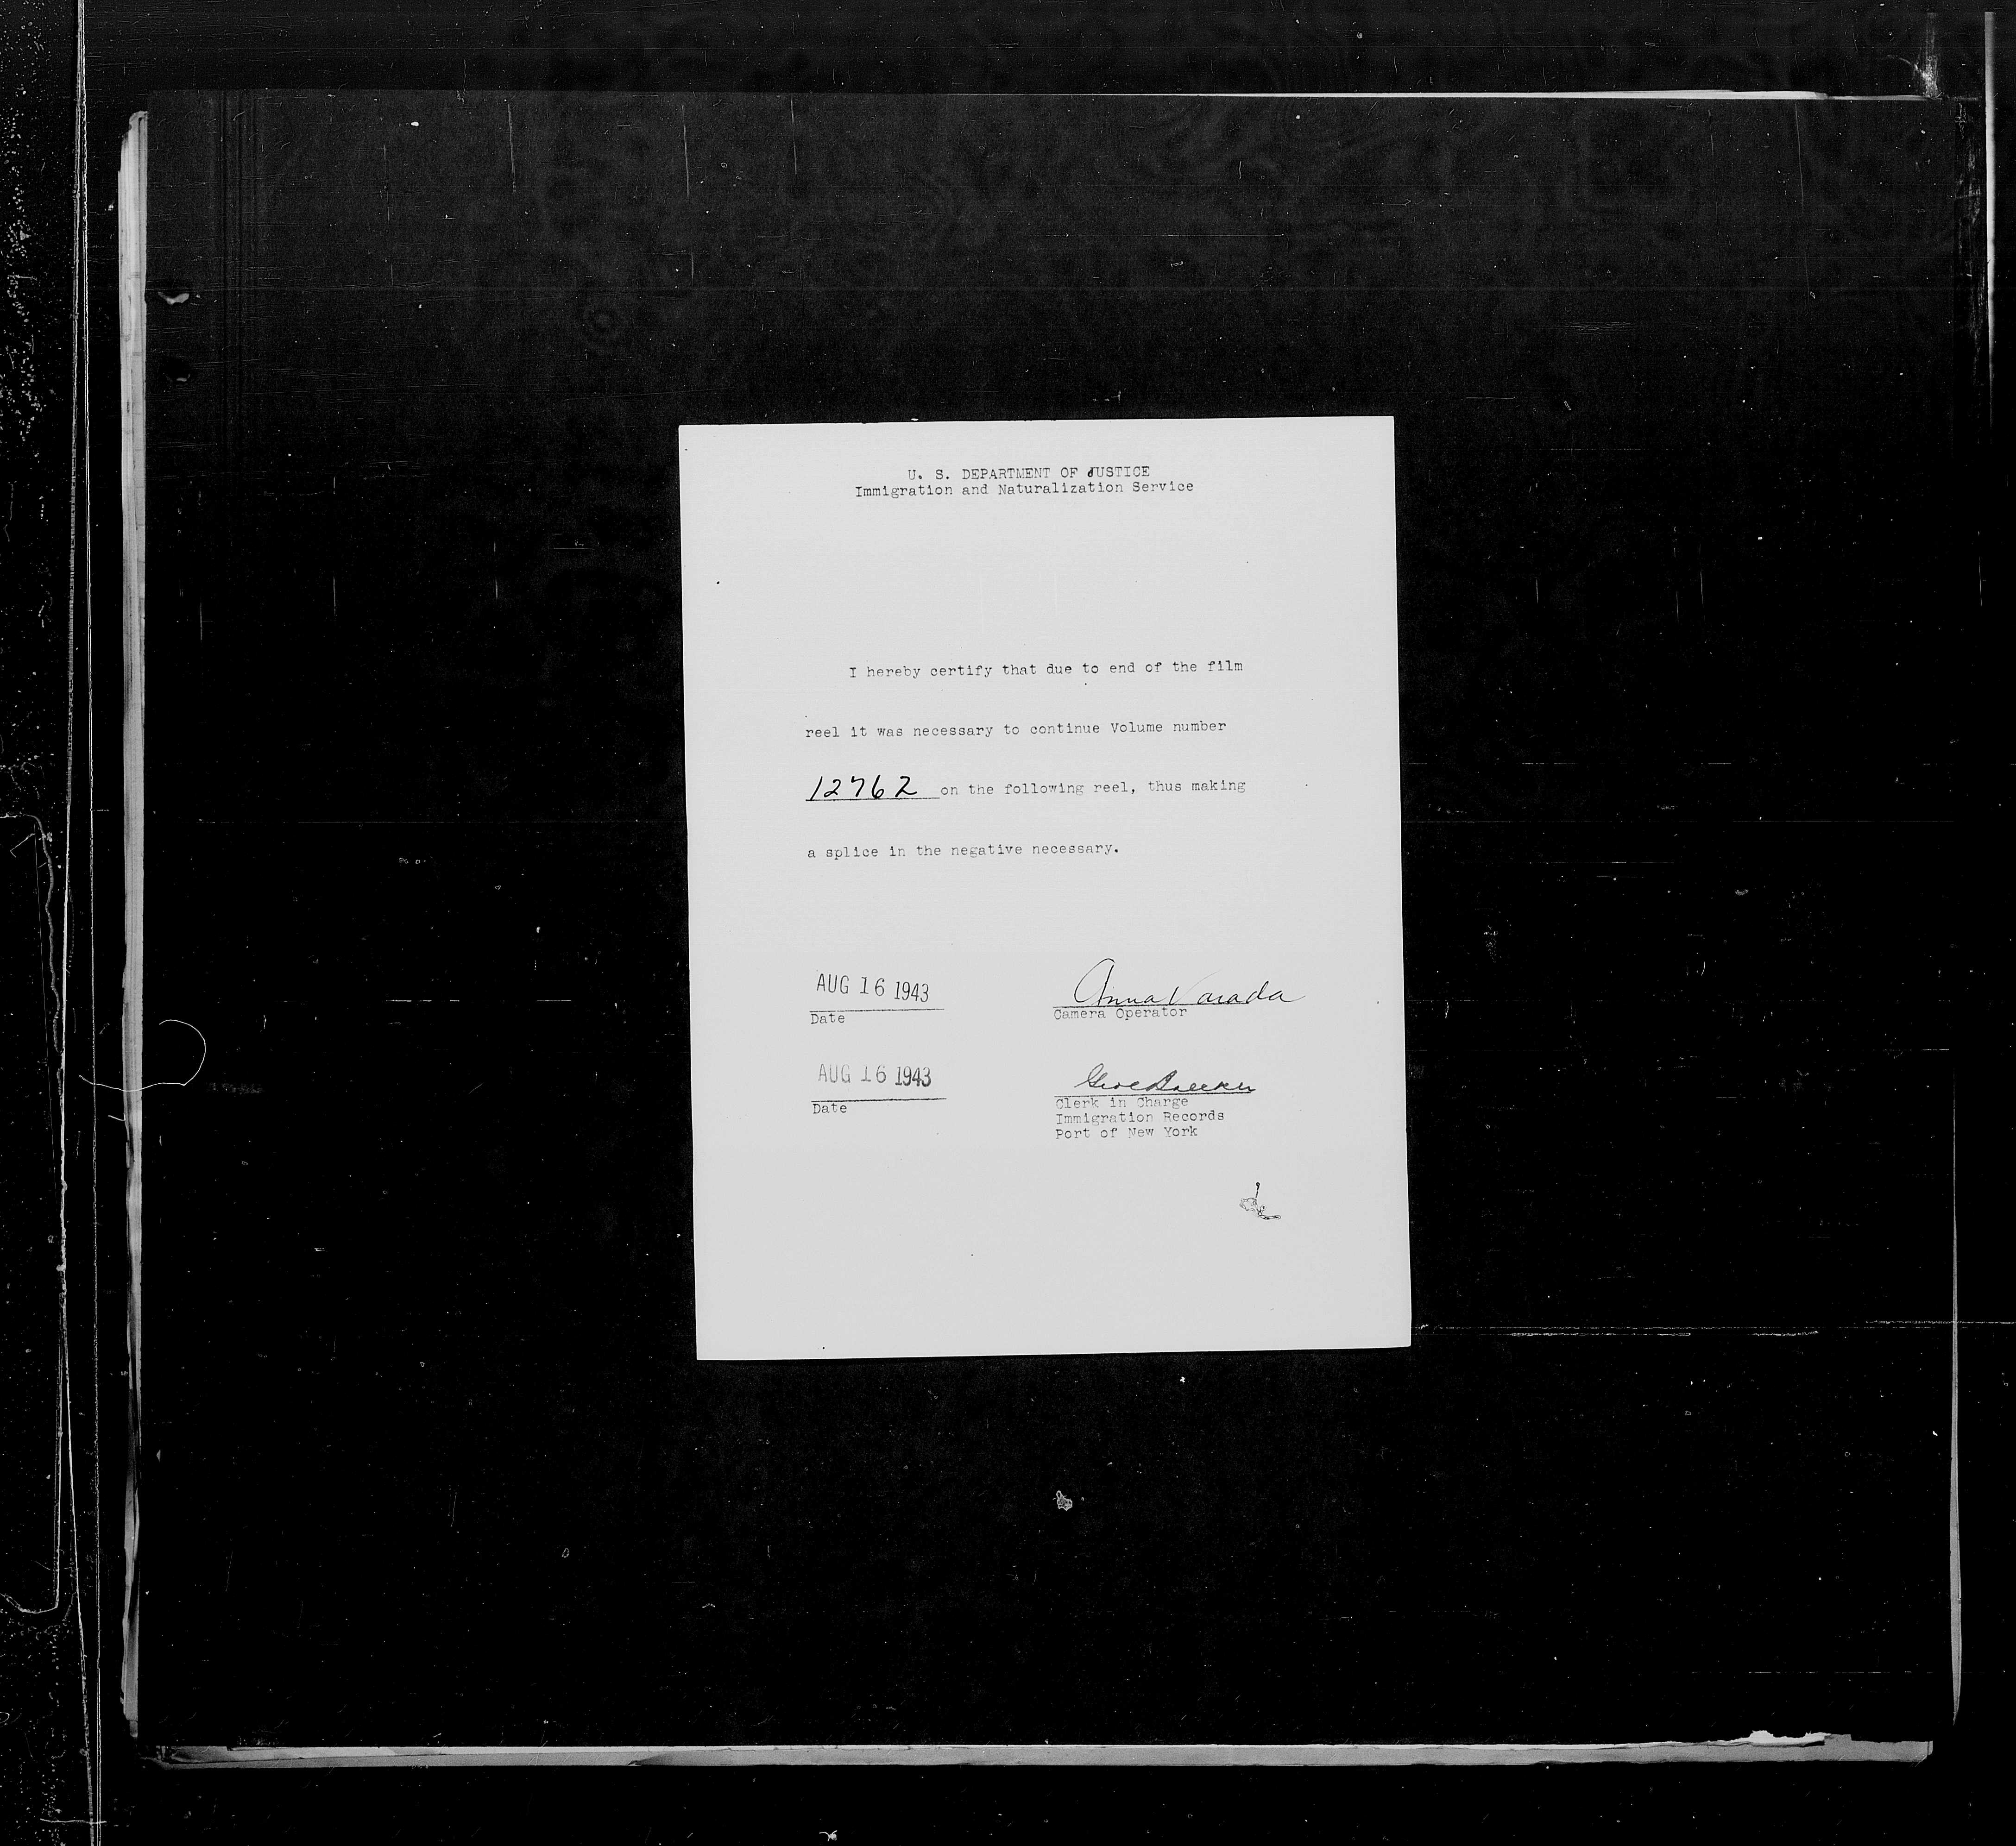 U. S. DEPARTMENT OF JUSTICE
Immigration and Naturalization Service
I hereby certify that due to end of the film
reel it was necessary to continue Volume number
12762 on the following reel, thus making
a splice in the negative necessary.
AUG 16 1943
Anna Varada
Date
Camera Operator
AUG 16 1943
Date
Clerk in Charge
Immigration Records
Port of New York